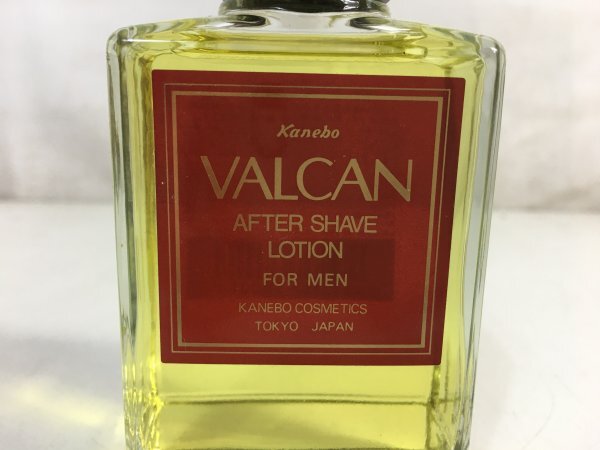 Kanebo
VALCAN
AFTER SHAVE
LOTION
FOR MEN
KANEBO COSMETICS
TOKYO JAPAN